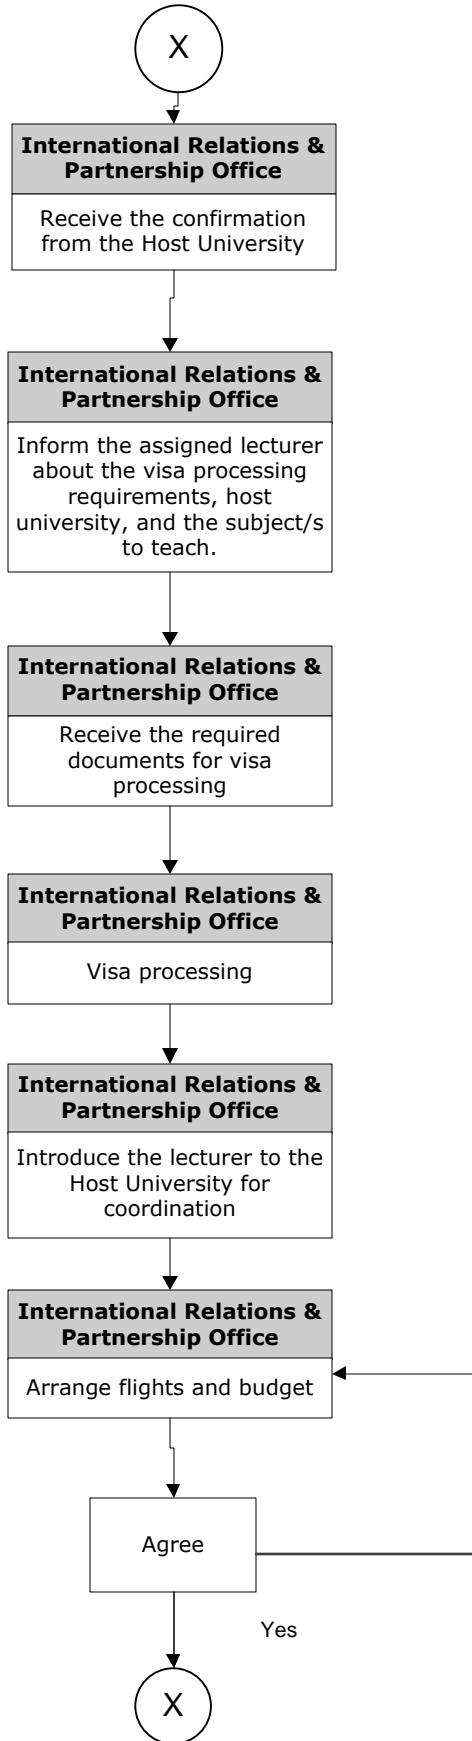 X
International Relations &
Partnership Office
Receive the confirmation
from the Host University
International Relations &
Partnership Office
Inform the assigned lecturer
about the visa processing
requirements, host
university, and the subject/s
to teach.
International Relations &
Partnership Office
Receive the required
documents for visa
processing
International Relations &
Partnership Office
Visa processing
International Relations &
Partnership Office
Introduce the lecturer to the
Host University for
coordination
International Relations &
Partnership Office
Arrange flights and budget
Agree
Yes
X